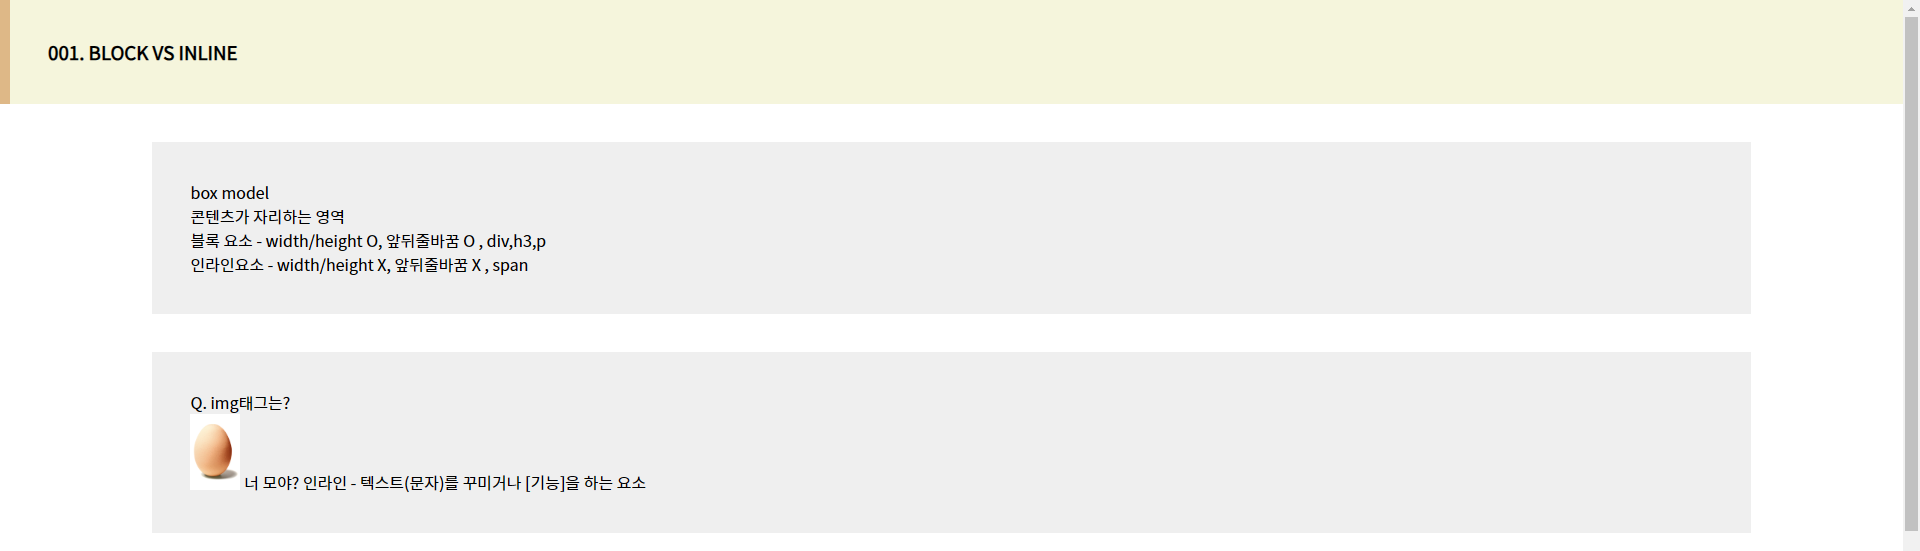 001. BLOCK VS INLINE
box model
콘텐츠가 자리하는 영역
블록 요소 - width/height O, 앞뒤줄바꿈 O , div,h3,p
인라인요소 - width/height X, 앞뒤줄바꿈 X , span
Q. img태그는?
너 모야? 인라인 - 텍스트(문자)를 꾸미거나 [기능]을 하는 요소